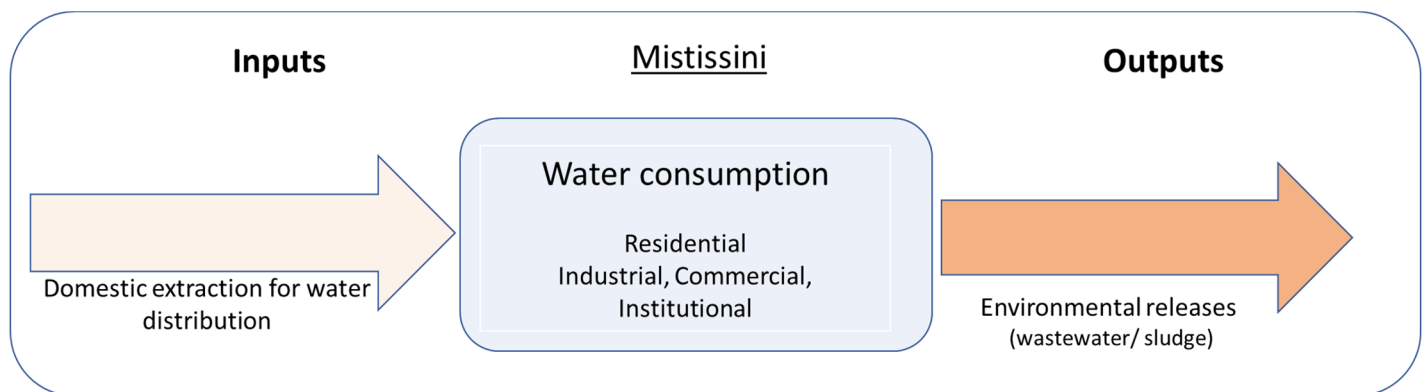 Inputs
Mistissini
Outputs
Water consumption
Residential
Industrial, Commercial,
Institutional
Domestic extraction for water
distribution
Environmental releases
(wastewater/ sludge)